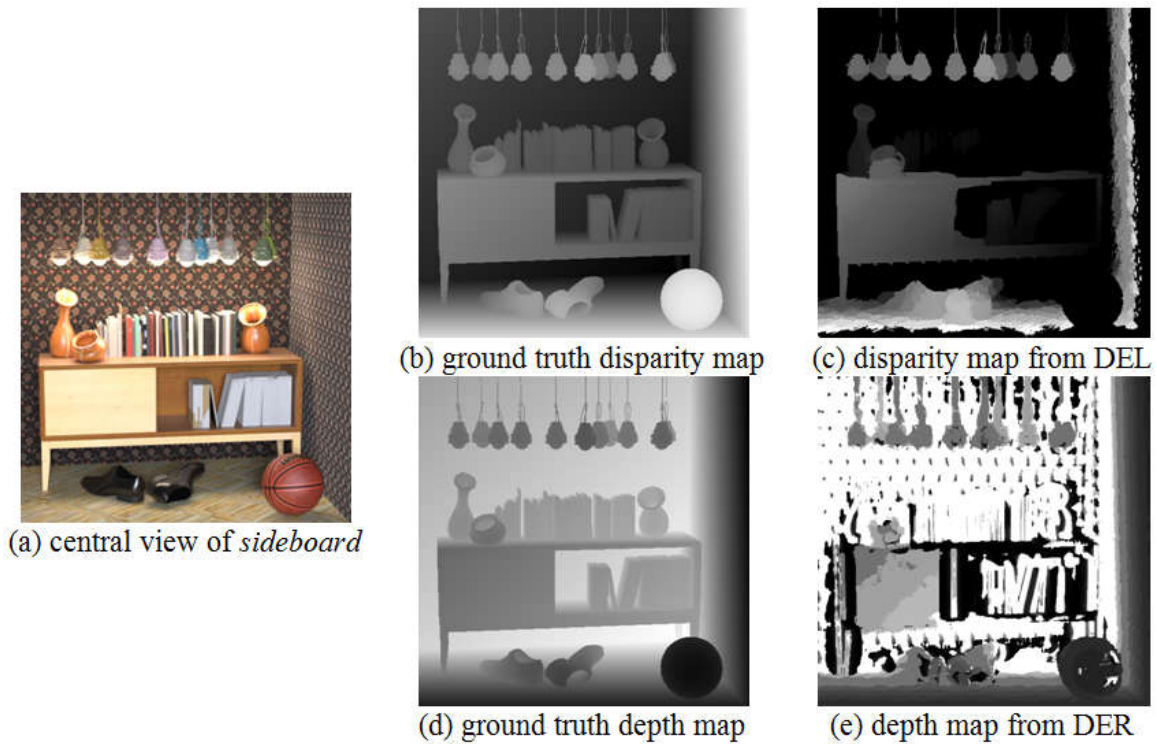 (b) ground truth disparity map
(c) disparity map from DEL
(a) central view of sideboard
(d) ground truth depth map
(e) depth map from DER